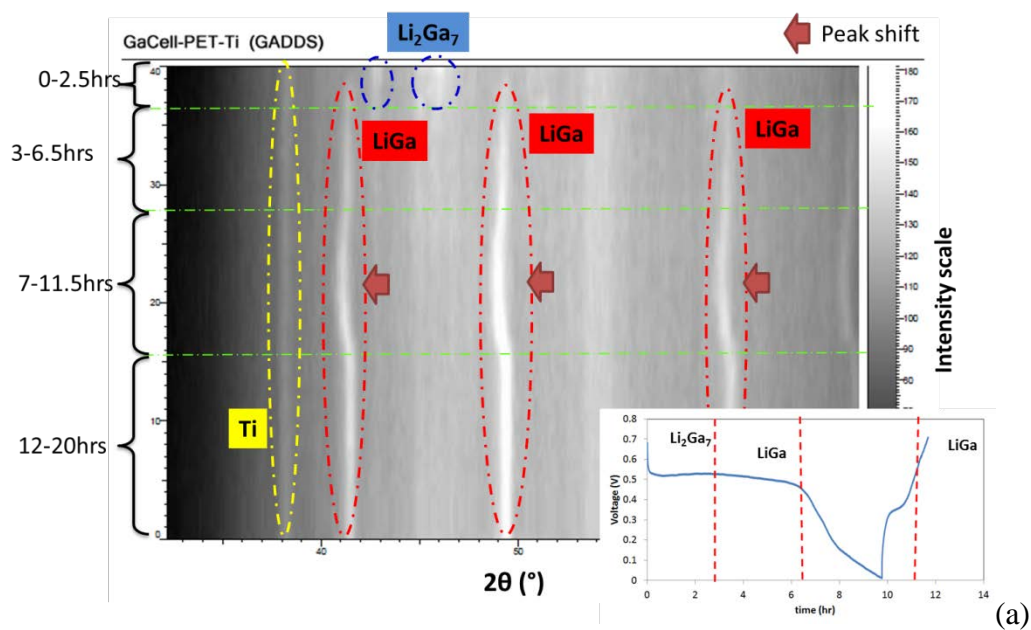 GaCell-PET-Ti (GADDS)
Li₂Ga₇
Peak shift
0-2.5hrs
3-6.5hrs
7-11.5hrs
12-20hrs
40
30
20
10
0
LiGa
LiGa
LiGa
Ti
40
50
2θ (°)
180
170
160
150
140
130
120
110
100
90
80
Intensity scale
Li₂Ga₇
LiGa
LiGa
Voltage (V)
0.8
0.7
0.6
0.5
0.4
0.3
0.2
0.1
0
0 2 4 6 8 10 12 14
time (hr)
(a)